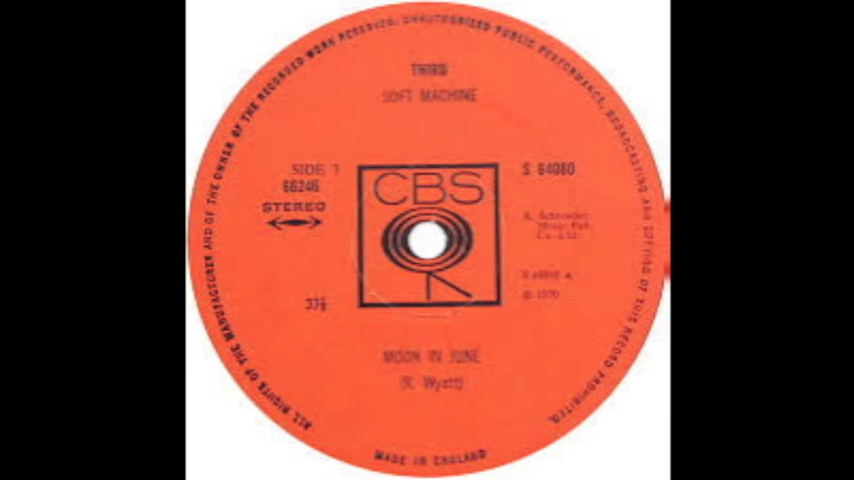 ALL RIGHTS OF THE MANUFACTURER AND OF THE OWNER OF THE RECORDED WORK RESERVED. UNAUTHORISED PUBLIC PERFORMANCE, BROADCASTING AND COPYING OF THIS RECORD PROHIBITED.
THIRD
SOFT MACHINE
SIDE
66246
STEREO
33⅓
CBS
S 64080
℗ 1970
MOON IN JUNE
(R. Wyatt)
MADE IN ENGLAND